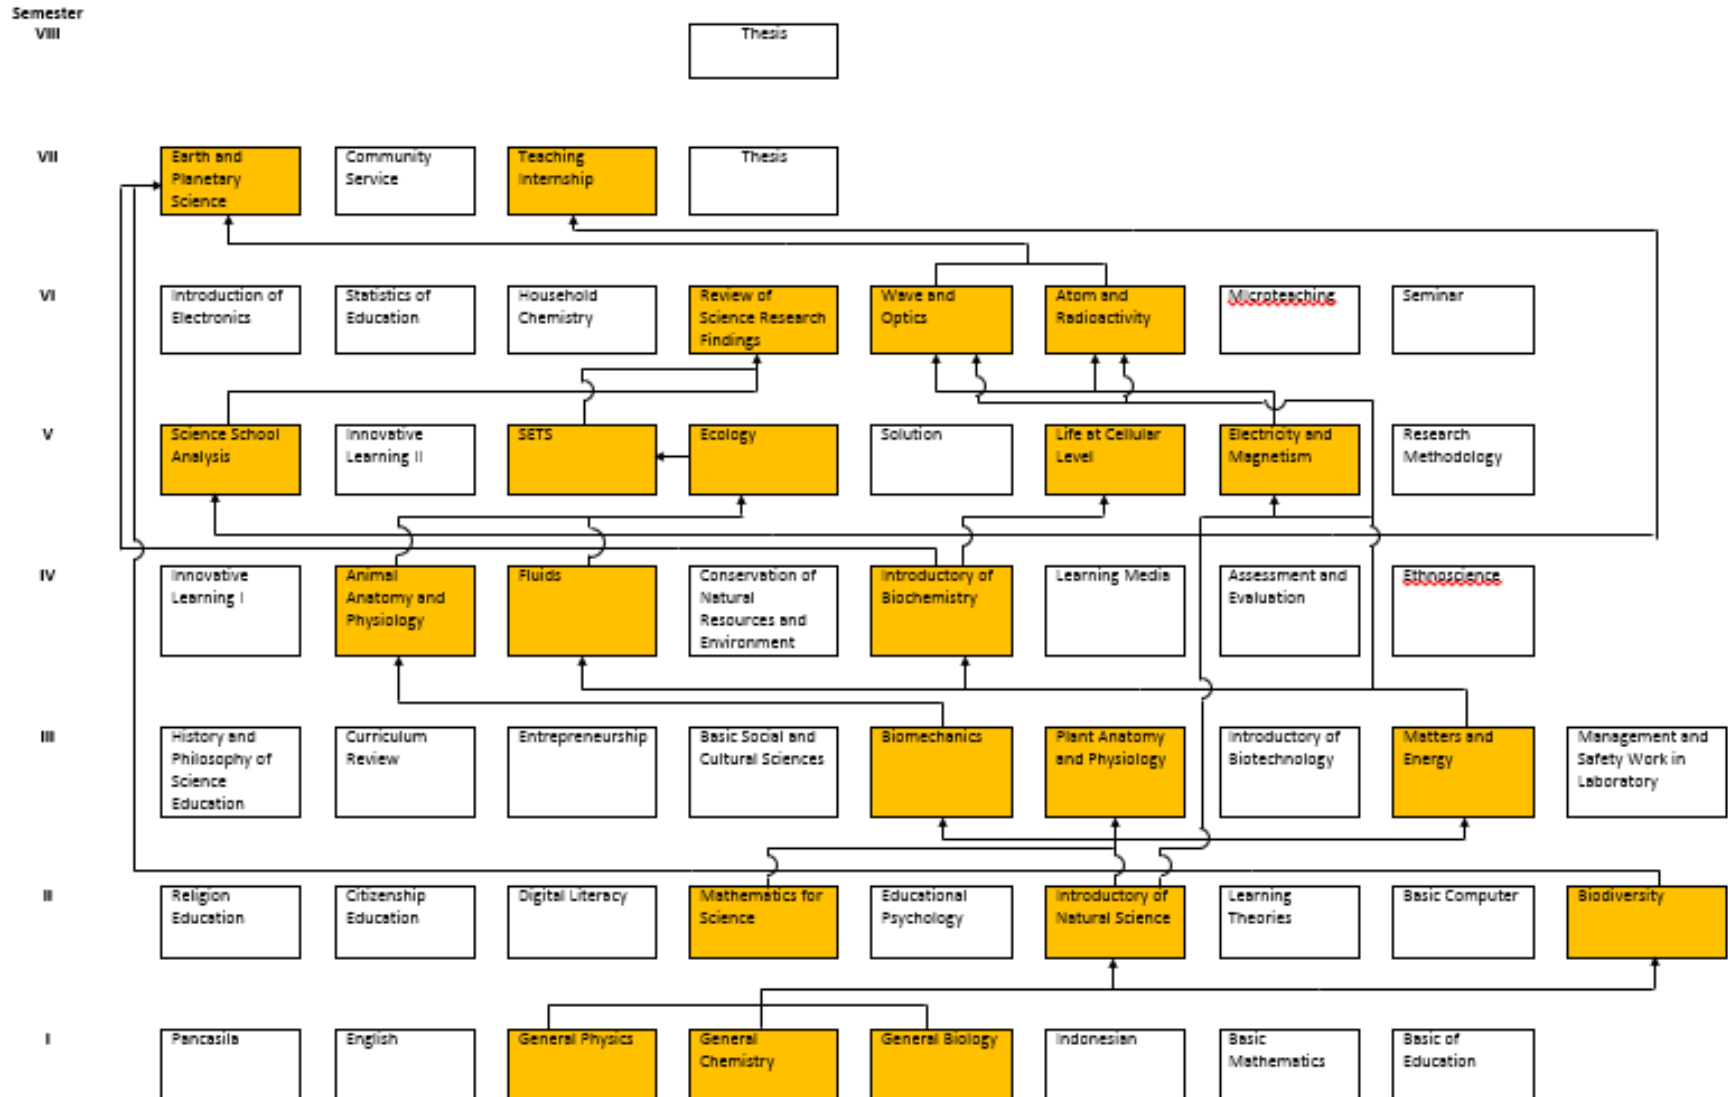 Semester
VIII
Thesis
VII
Earth and
Planetary
Science
Community
Service
Teaching
Internship
Thesis
VI
Introduction of
Electronics
Statistics of
Education
Household
Chemistry
Review of
Science Research
Findings
Wave and
Optics
Atom and
Radioactivity
Microteaching
Seminar
V
Science School
Analysis
Innovative
Learning II
SETS
Ecology
Solution
Life at Cellular
Level
Electricity and
Magnetism
Research
Methodology
IV
Innovative
Learning I
Animal
Anatomy and
Physiology
Fluids
Conservation of
Natural
Resources and
Environment
Introductory of
Biochemistry
Learning Media
Assessment and
Evaluation
Ethnoscience
III
History and
Philosophy of
Science
Education
Curriculum
Review
Entrepreneurship
Basic Social and
Cultural Sciences
Biomechanics
Plant Anatomy
and Physiology
Introductory of
Biotechnology
Matters and
Energy
Management and
Safety Work in
Laboratory
II
Religion
Education
Citizenship
Education
Digital Literacy
Mathematics for
Science
Educational
Psychology
Introductory of
Natural Science
Learning
Theories
Basic Computer
Biodiversity
I
Pancasila
English
General Physics
General
Chemistry
General Biology
Indonesian
Basic
Mathematics
Basic of
Education